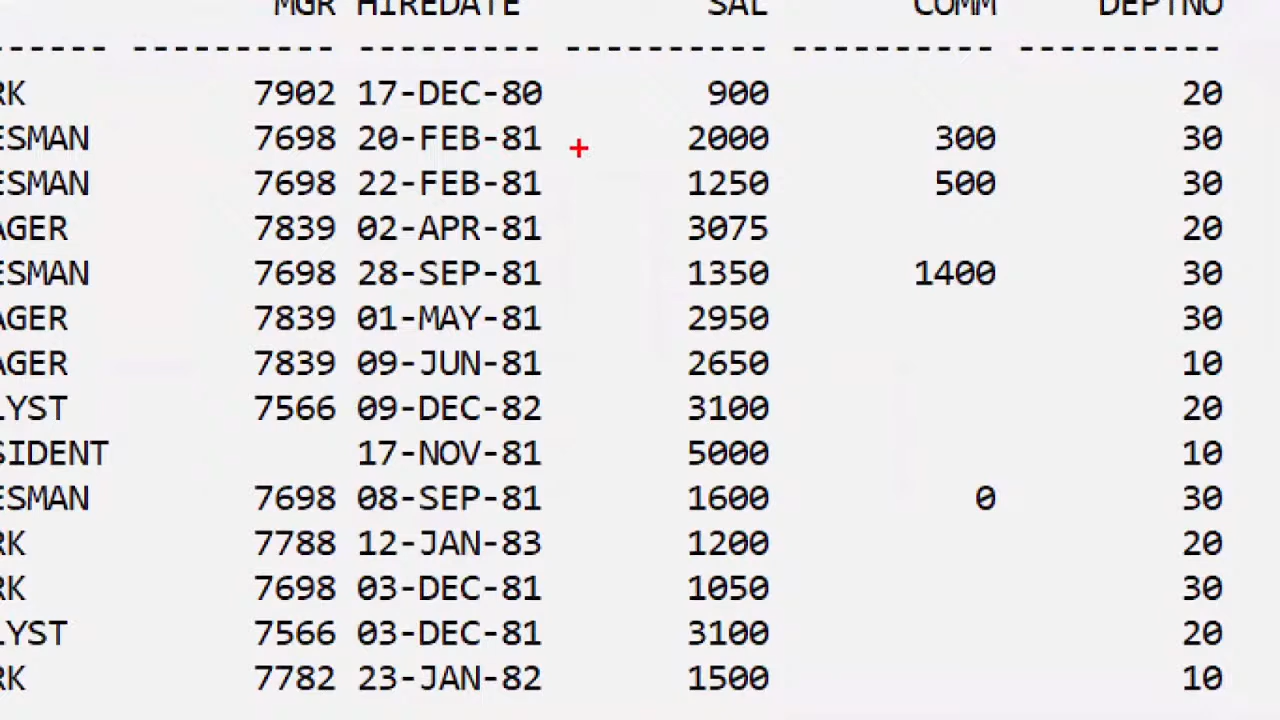 MGR HIREDATE SAL COMM DEPTNO
------ ---------- --------- ---------- ---------- ----------
RK 7902 17-DEC-80 900 20
ESMAN 7698 20-FEB-81 2000 300 30
ESMAN 7698 22-FEB-81 1250 500 30
AGER 7839 02-APR-81 3075 20
ESMAN 7698 28-SEP-81 1350 1400 30
AGER 7839 01-MAY-81 2950 30
AGER 7839 09-JUN-81 2650 10
LYST 7566 09-DEC-82 3100 20
SIDENT 17-NOV-81 5000 10
ESMAN 7698 08-SEP-81 1600 0 30
RK 7788 12-JAN-83 1200 20
RK 7698 03-DEC-81 1050 30
LYST 7566 03-DEC-81 3100 20
RK 7782 23-JAN-82 1500 10